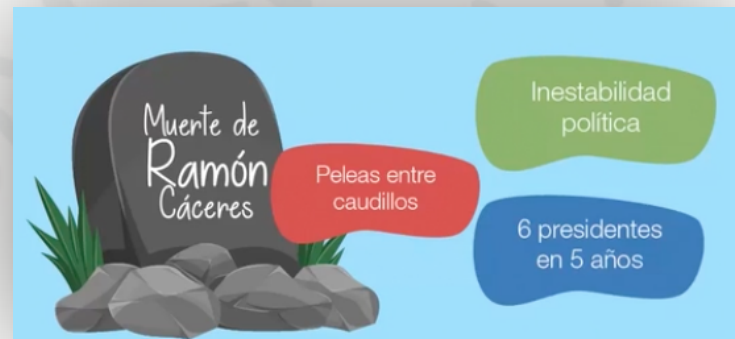 Muerte de
Ramón
Cáceres
Peleas entre
caudillos
Inestabilidad
política
6 presidentes
en 5 años